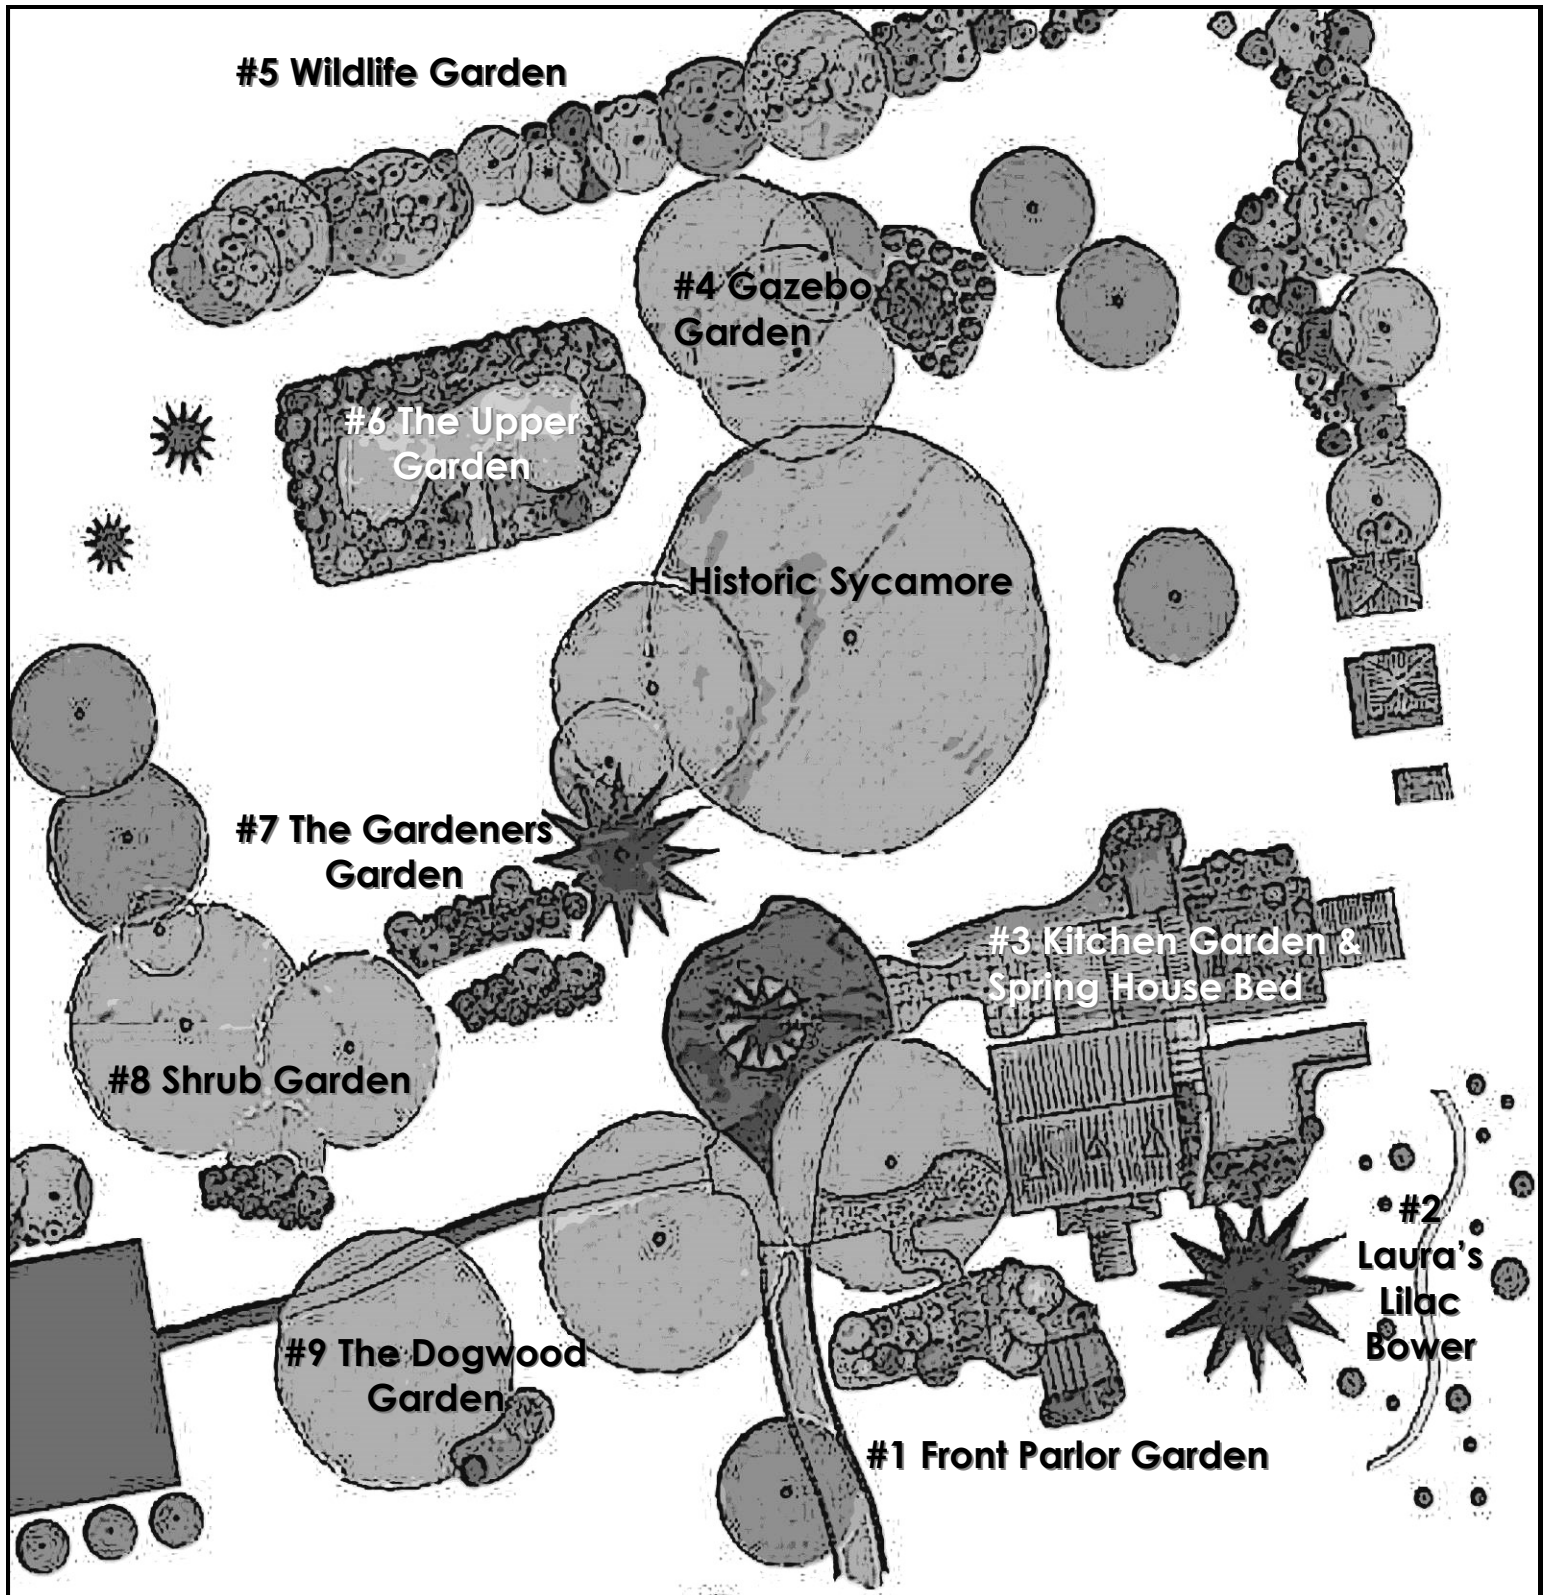 #5 Wildlife Garden
#4 Gazebo
Garden
#6 The Upper
Garden
Historic Sycamore
#7 The Gardeners
Garden
#3 Kitchen Garden &
Spring House Bed
#8 Shrub Garden
#2
Laura's
Lilac
Bower
#9 The Dogwood
Garden
#1 Front Parlor Garden